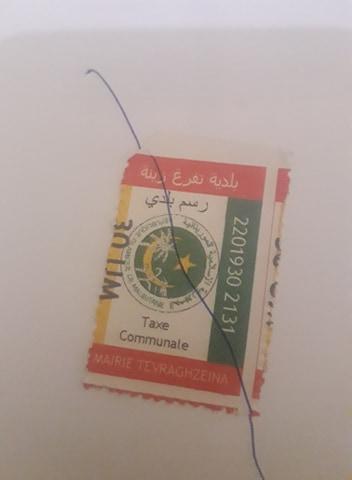 بلدية تفرغ زينة
رسم بلدي
2201930 2131
Taxe
Communale
MAIRIE TEVRAGHZEINA